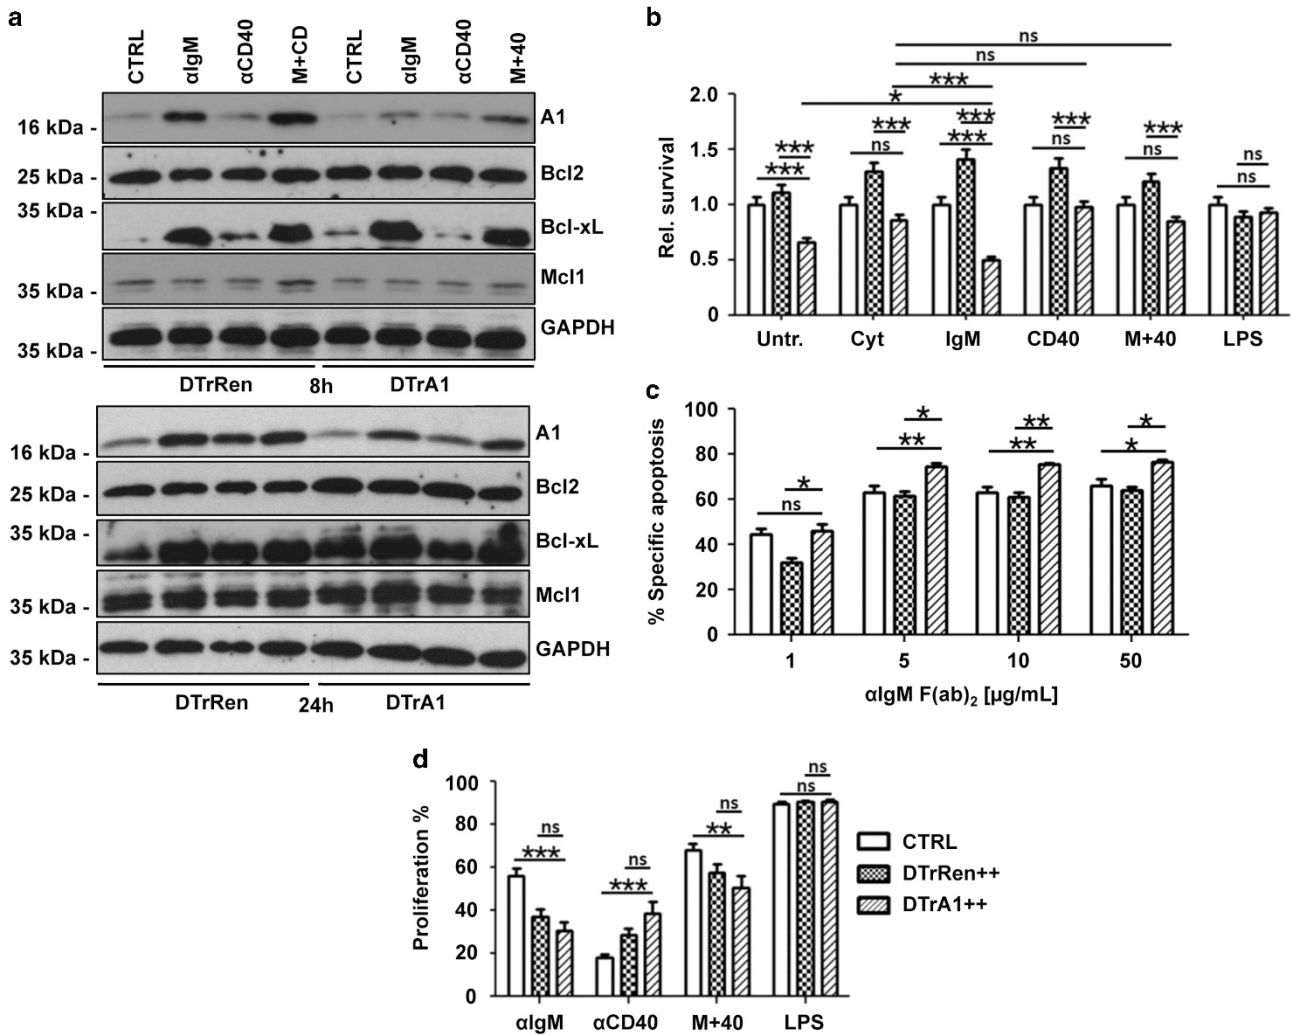 a
CTRL αIgM αCD40 M+CD CTRL αIgM αCD40 M+40
16 kDa - A1
25 kDa - Bcl2
35 kDa - Bcl-xL
35 kDa - Mcl1
35 kDa - GAPDH
DTrRen 8h DTrA1
16 kDa - A1
25 kDa - Bcl2
35 kDa - Bcl-xL
35 kDa - Mcl1
35 kDa - GAPDH
DTrRen 24h DTrA1
b
ns
ns
***
*
*** *** *** *** *** ns
*** ns *** ns ns ns
Rel. survival
2.0
1.5
1.0
0.5
0
Untr. Cyt IgM CD40 M+40 LPS
c
* ** *
** ** *
*
ns
% Specific apoptosis
100
80
60
40
20
0
1 5 10 50
αIgM F(ab)2 [µg/mL]
d
ns ns ns ns
*** *** ** ns
Proliferation %
100
80
60
40
20
0
αIgM αCD40 M+40 LPS
CTRL
DTrRen++
DTrA1++